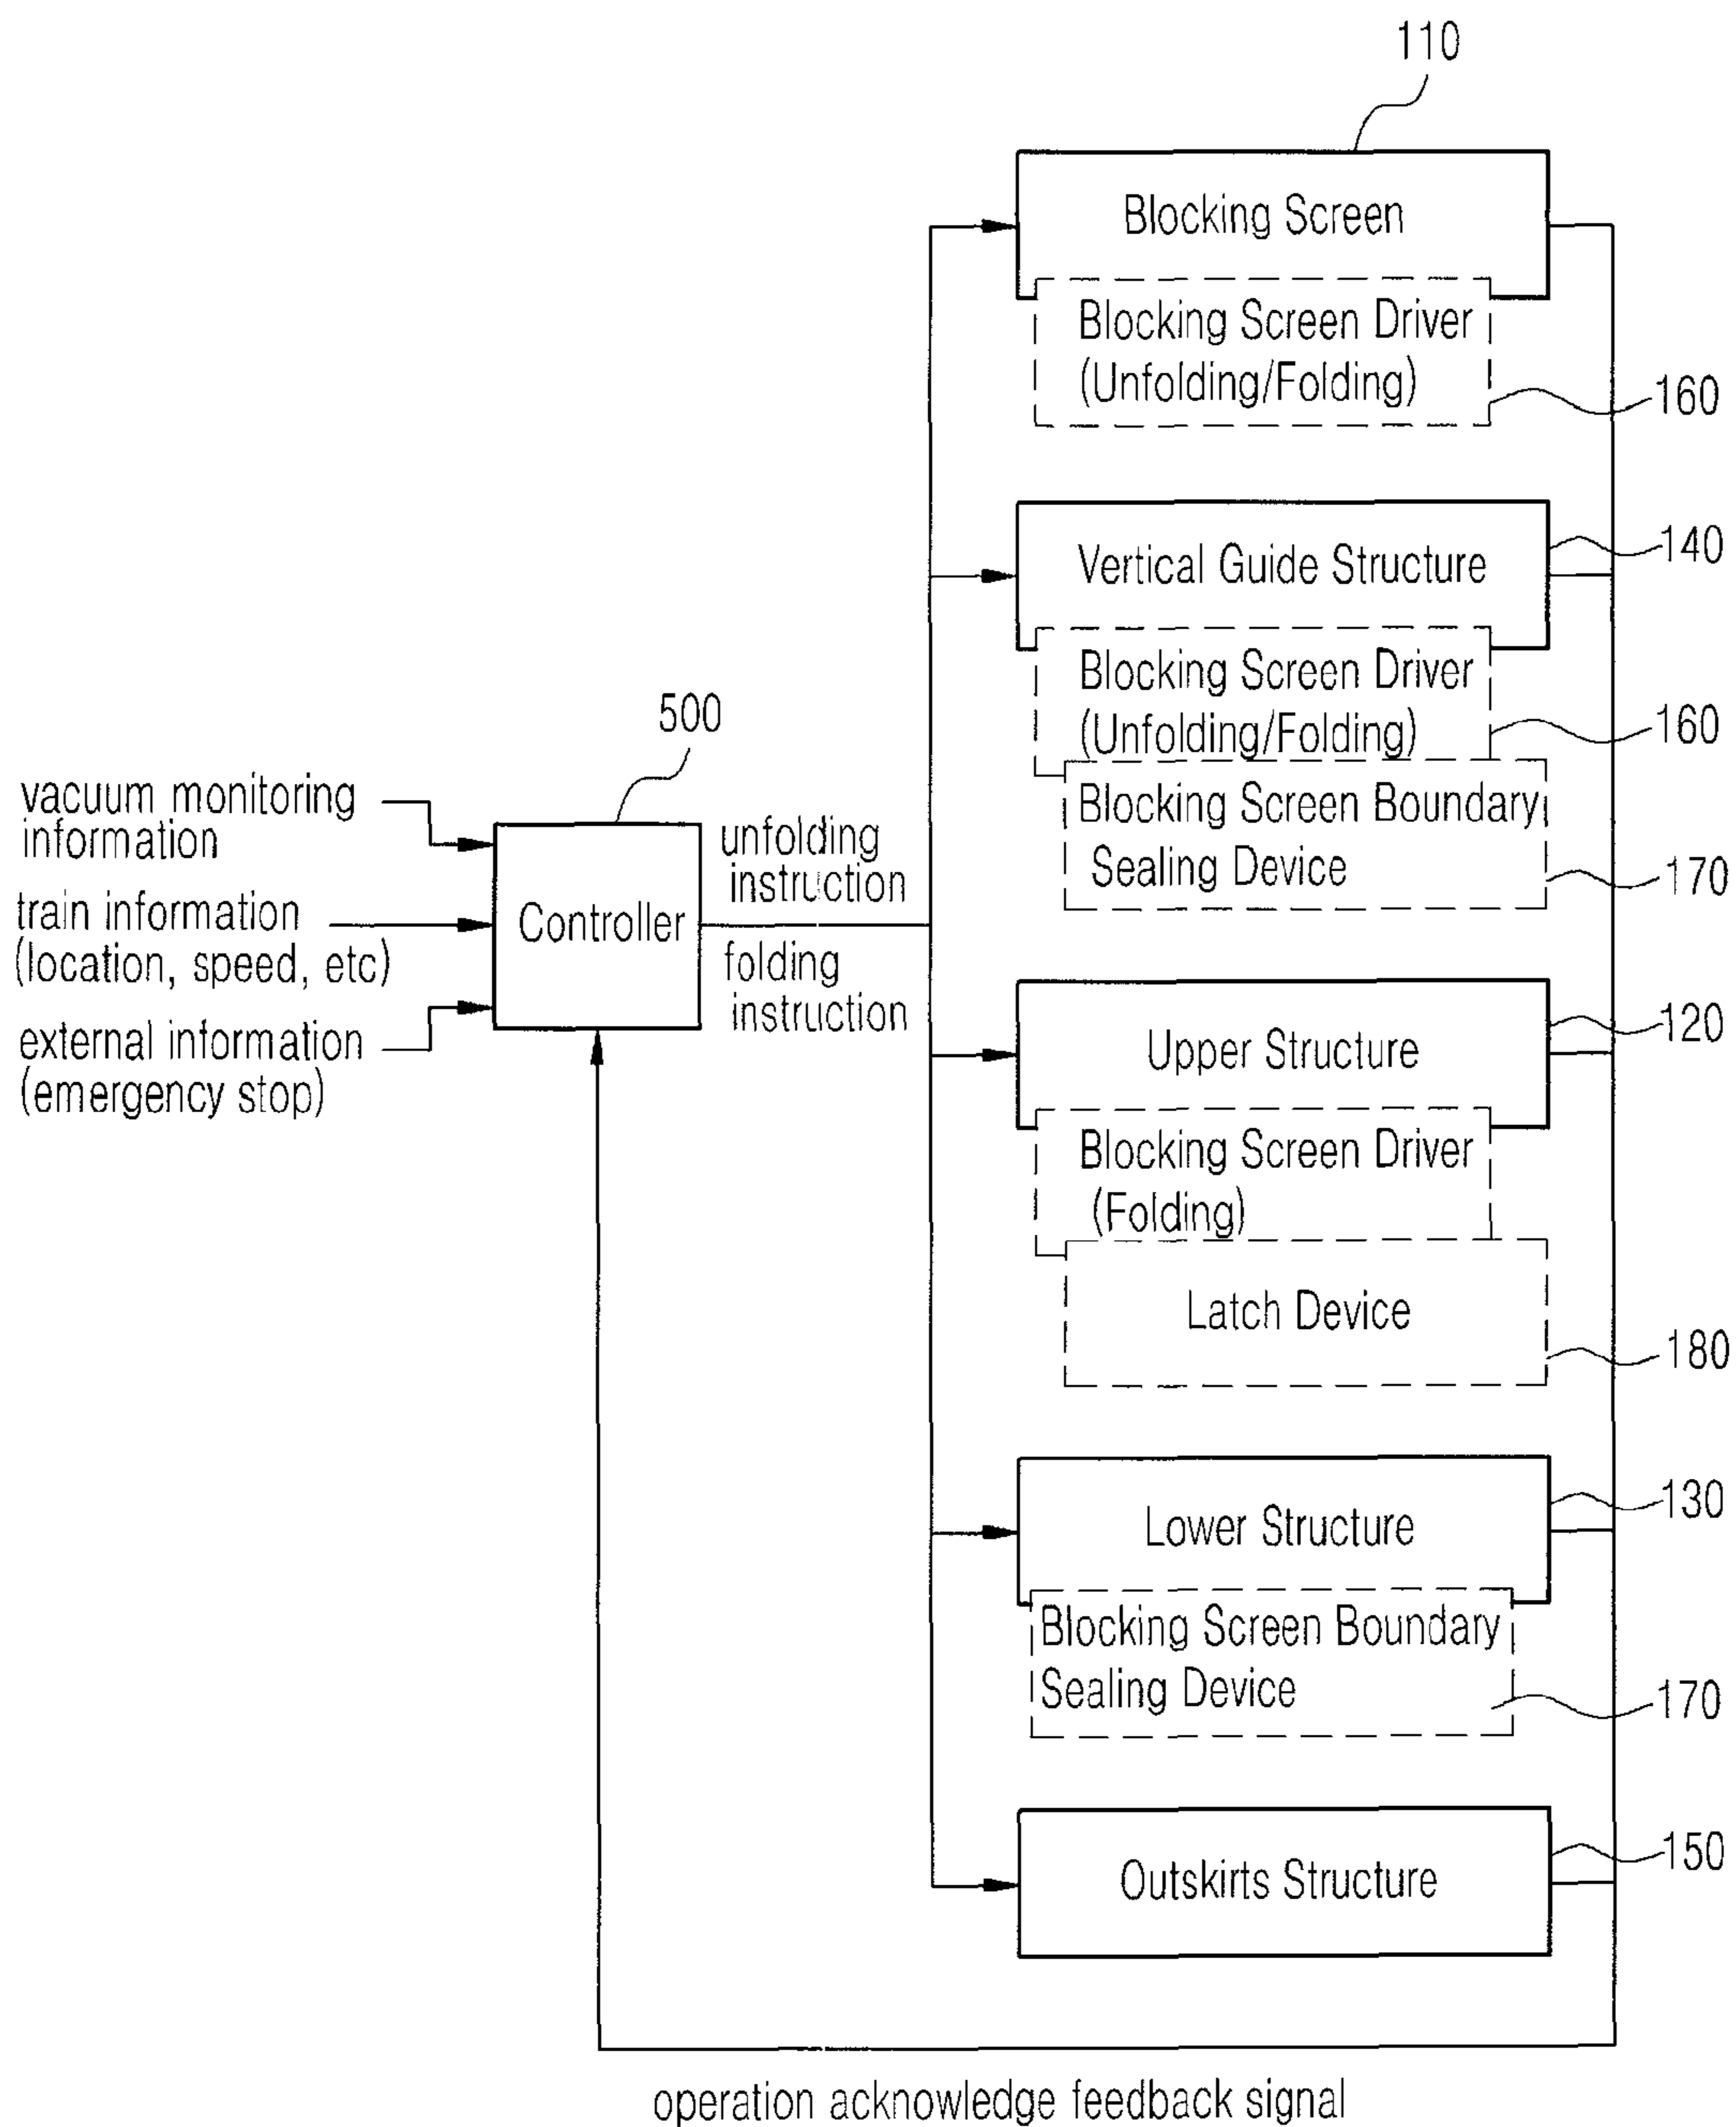 110
Blocking Screen
Blocking Screen Driver
(Unfolding/Folding)
160
Vertical Guide Structure
140
Blocking Screen Driver
(Unfolding/Folding)
160
Blocking Screen Boundary
Sealing Device
170
500
vacuum monitoring
information
train information
(location, speed, etc)
external information
(emergency stop)
Controller
unfolding
instruction
folding
instruction
Upper Structure
120
Blocking Screen Driver
(Folding)
Latch Device
180
Lower Structure
130
Blocking Screen Boundary
Sealing Device
170
Outskirts Structure
150
operation acknowledge feedback signal